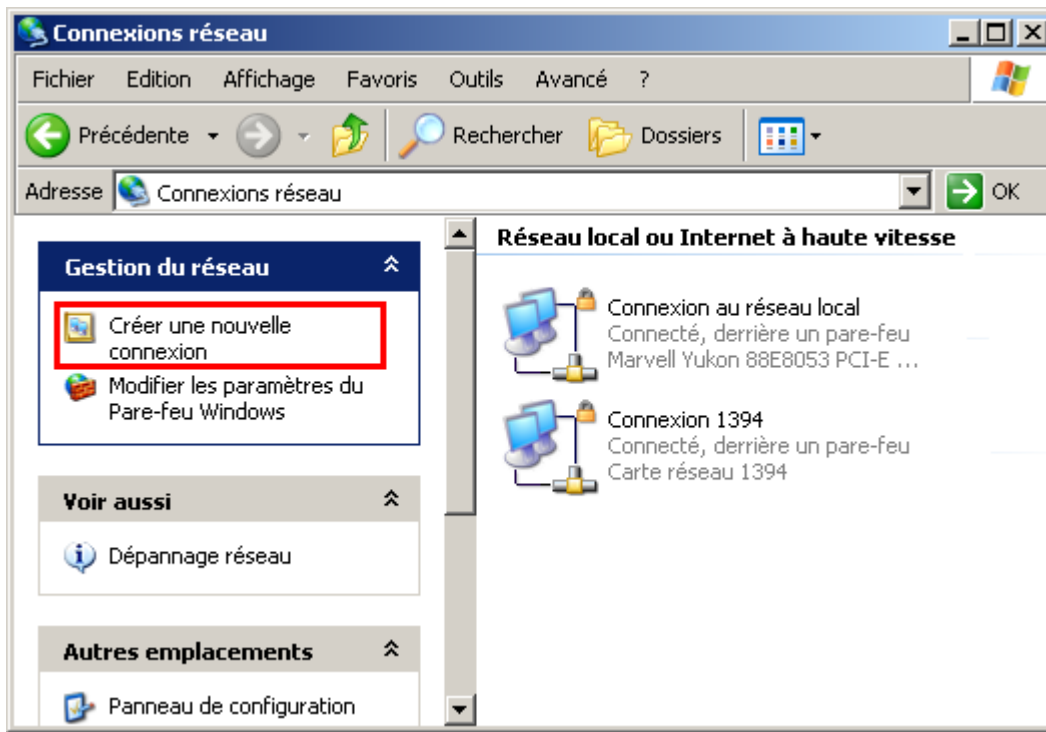 Connexions réseau
Fichier Edition Affichage Favoris Outils Avancé ?
Précédente Rechercher Dossiers
Adresse Connexions réseau OK
Gestion du réseau
Créer une nouvelle
connexion
Modifier les paramètres du
Pare-feu Windows
Voir aussi
Dépannage réseau
Autres emplacements
Panneau de configuration
Réseau local ou Internet à haute vitesse
Connexion au réseau local
Connecté, derrière un pare-feu
Marvell Yukon 88E8053 PCI-E ...
Connexion 1394
Connecté, derrière un pare-feu
Carte réseau 1394